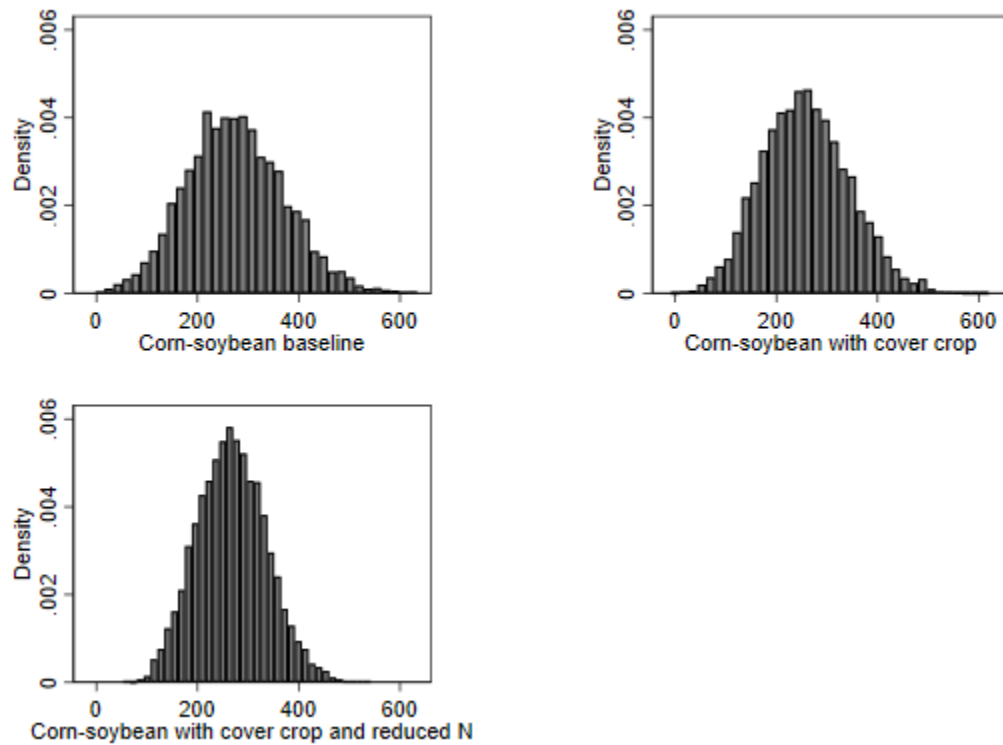 .006
.004
.002
0
Density
0 200 400 600
Corn-soybean baseline
.006
.004
.002
0
Density
0 200 400 600
Corn-soybean with cover crop
.006
.004
.002
0
Density
0 200 400 600
Corn-soybean with cover crop and reduced N